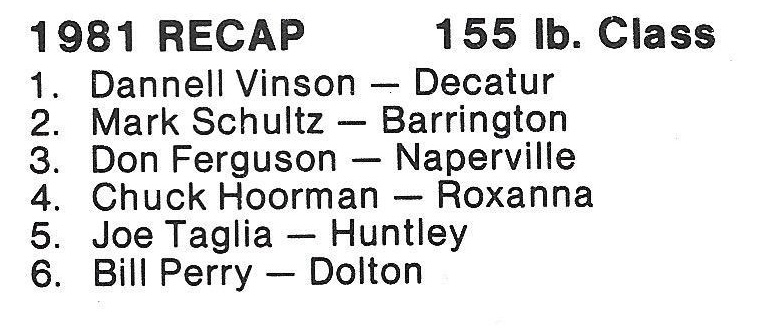 1981 RECAP 155 lb. Class
1. Dannell Vinson — Decatur
2. Mark Schultz — Barrington
3. Don Ferguson — Naperville
4. Chuck Hoorman — Roxanna
5. Joe Taglia — Huntley
6. Bill Perry — Dolton